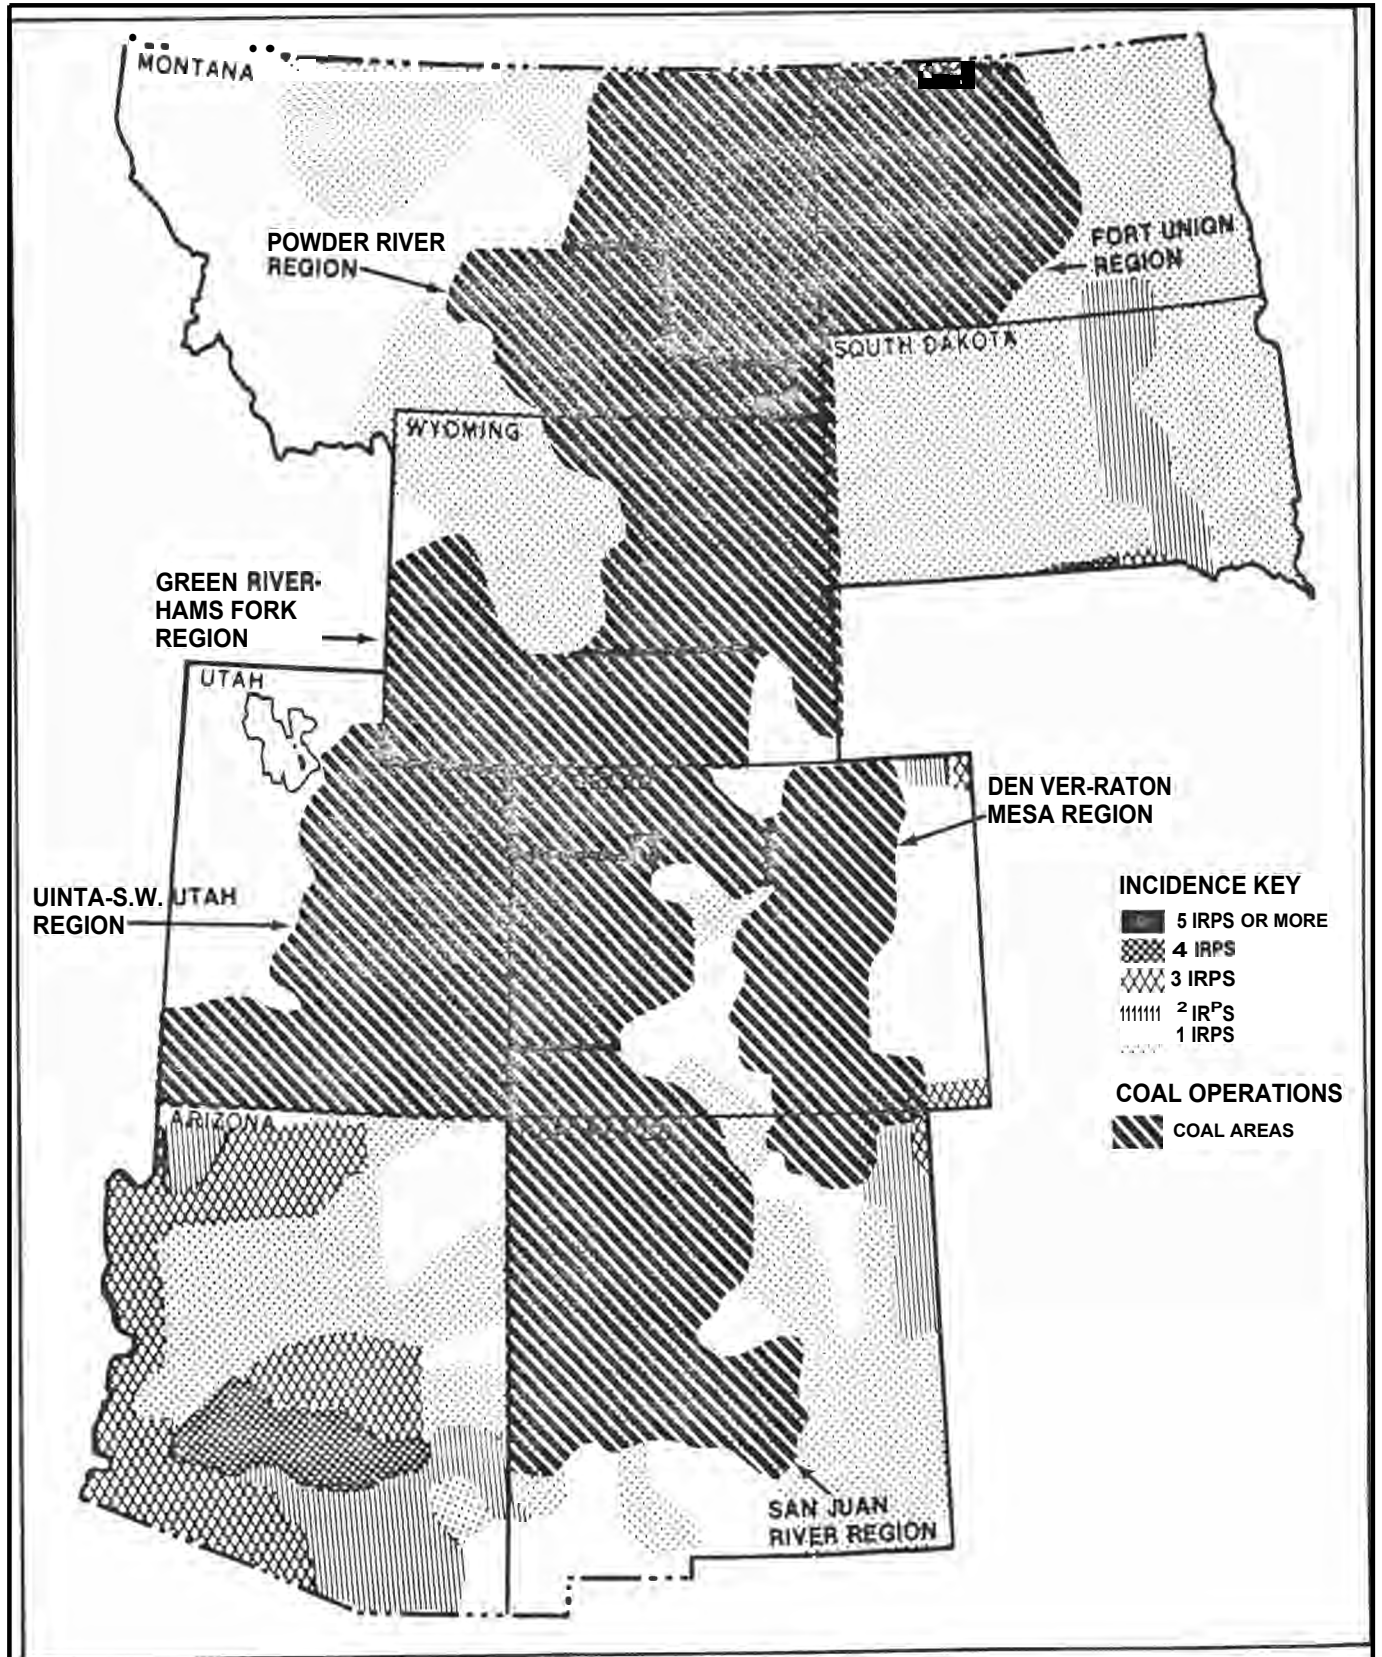 MONTANA
POWDER RIVER
REGION
FORT UNION
REGION
SOUTH DAKOTA
WYOMING
GREEN RIVER-
HAMS FORK
REGION
UTAH
DEN VER-RATON
MESA REGION
UINTA-S.W. UTAH
REGION
INCIDENCE KEY
5 IRPS OR MORE
4 IRPS
3 IRPS
2 IRPS
1 IRPS
COAL OPERATIONS
COAL AREAS
ARIZONA
SAN JUAN
RIVER REGION